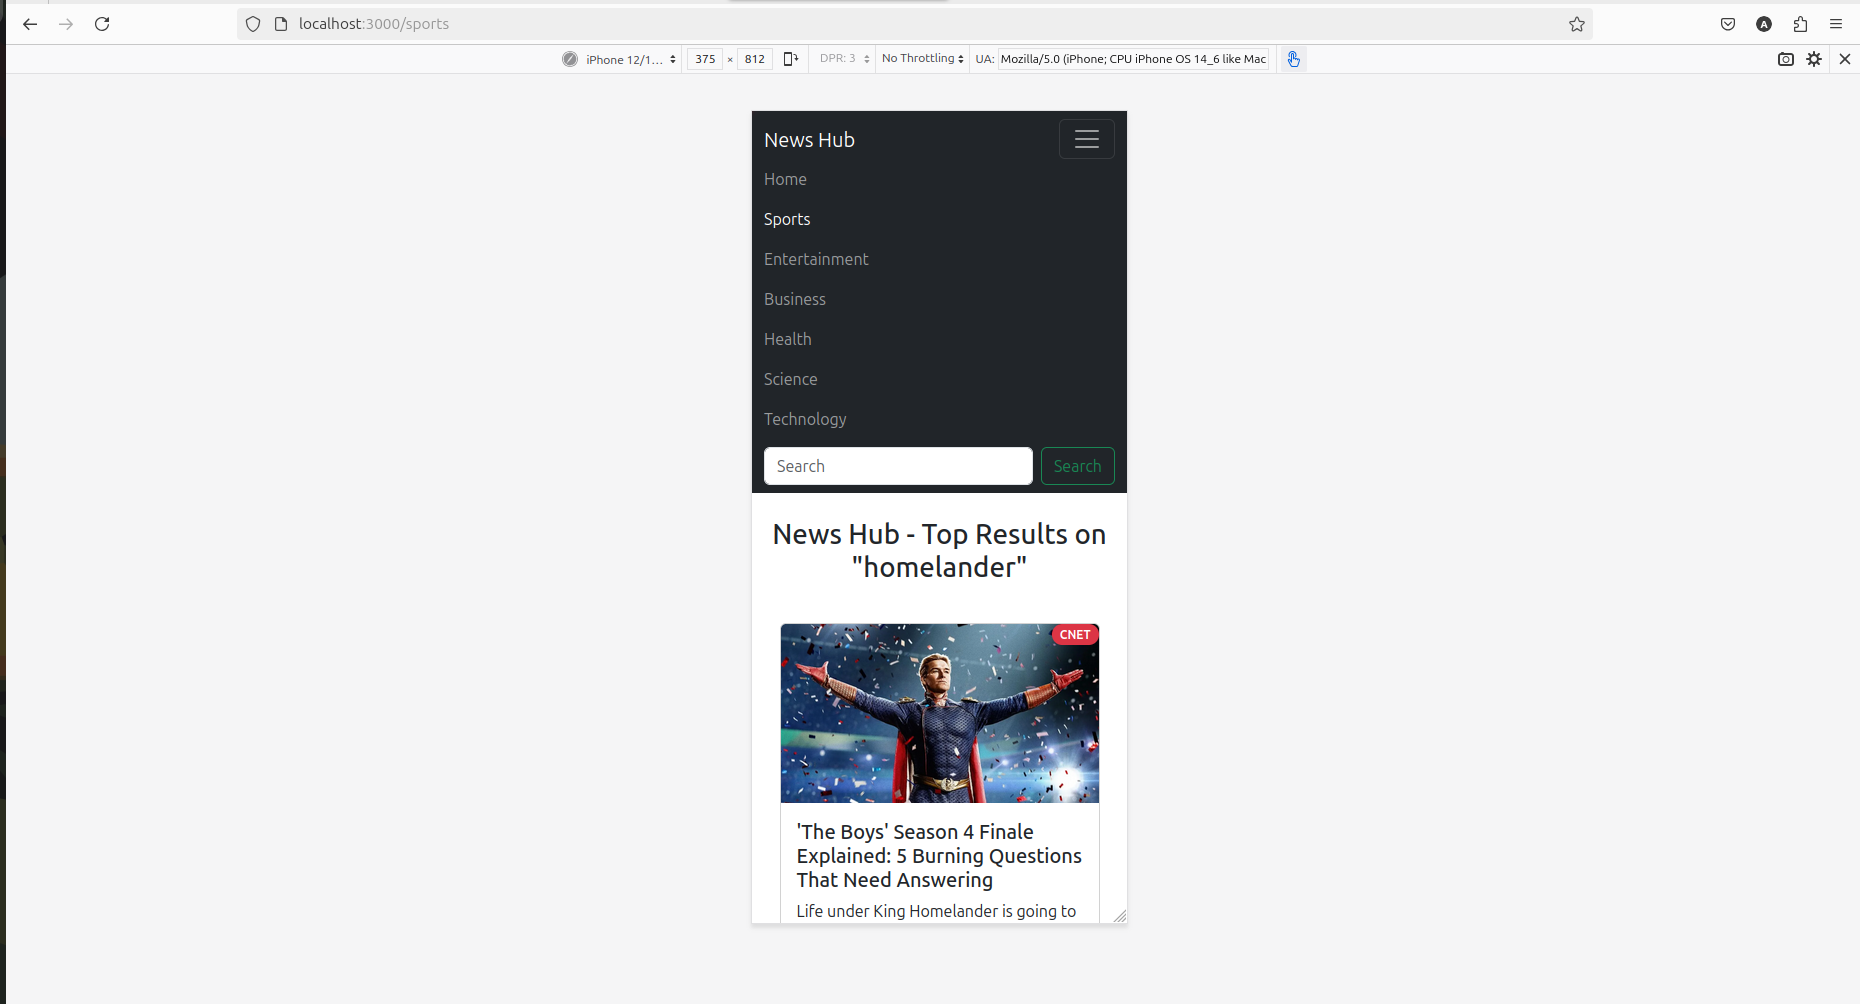 localhost:3000/sports
A
iPhone 12/1... 375 × 812 DPR: 3 No Throttling UA: Mozilla/5.0 (iPhone; CPU iPhone OS 14_6 like Mac
News Hub
Home
Sports
Entertainment
Business
Health
Science
Technology
Search Search
News Hub - Top Results on
"homelander"
CNET
'The Boys' Season 4 Finale
Explained: 5 Burning Questions
That Need Answering
Life under King Homelander is going to